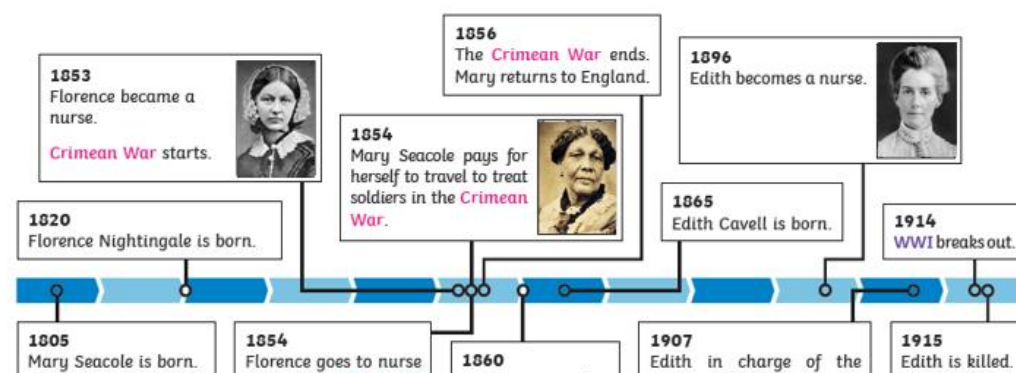 1856
The Crimean War ends.
Mary returns to England.
1853
Florence became a
nurse.
Crimean War starts.
1896
Edith becomes a nurse.
1854
Mary Seacole pays for
herself to travel to treat
soldiers in the Crimean
War.
1820
Florence Nightingale is born.
1865
Edith Cavell is born.
1914
WWI breaks out.
1805
Mary Seacole is born.
1854
Florence goes to nurse
1860
1907
Edith in charge of the
1915
Edith is killed.